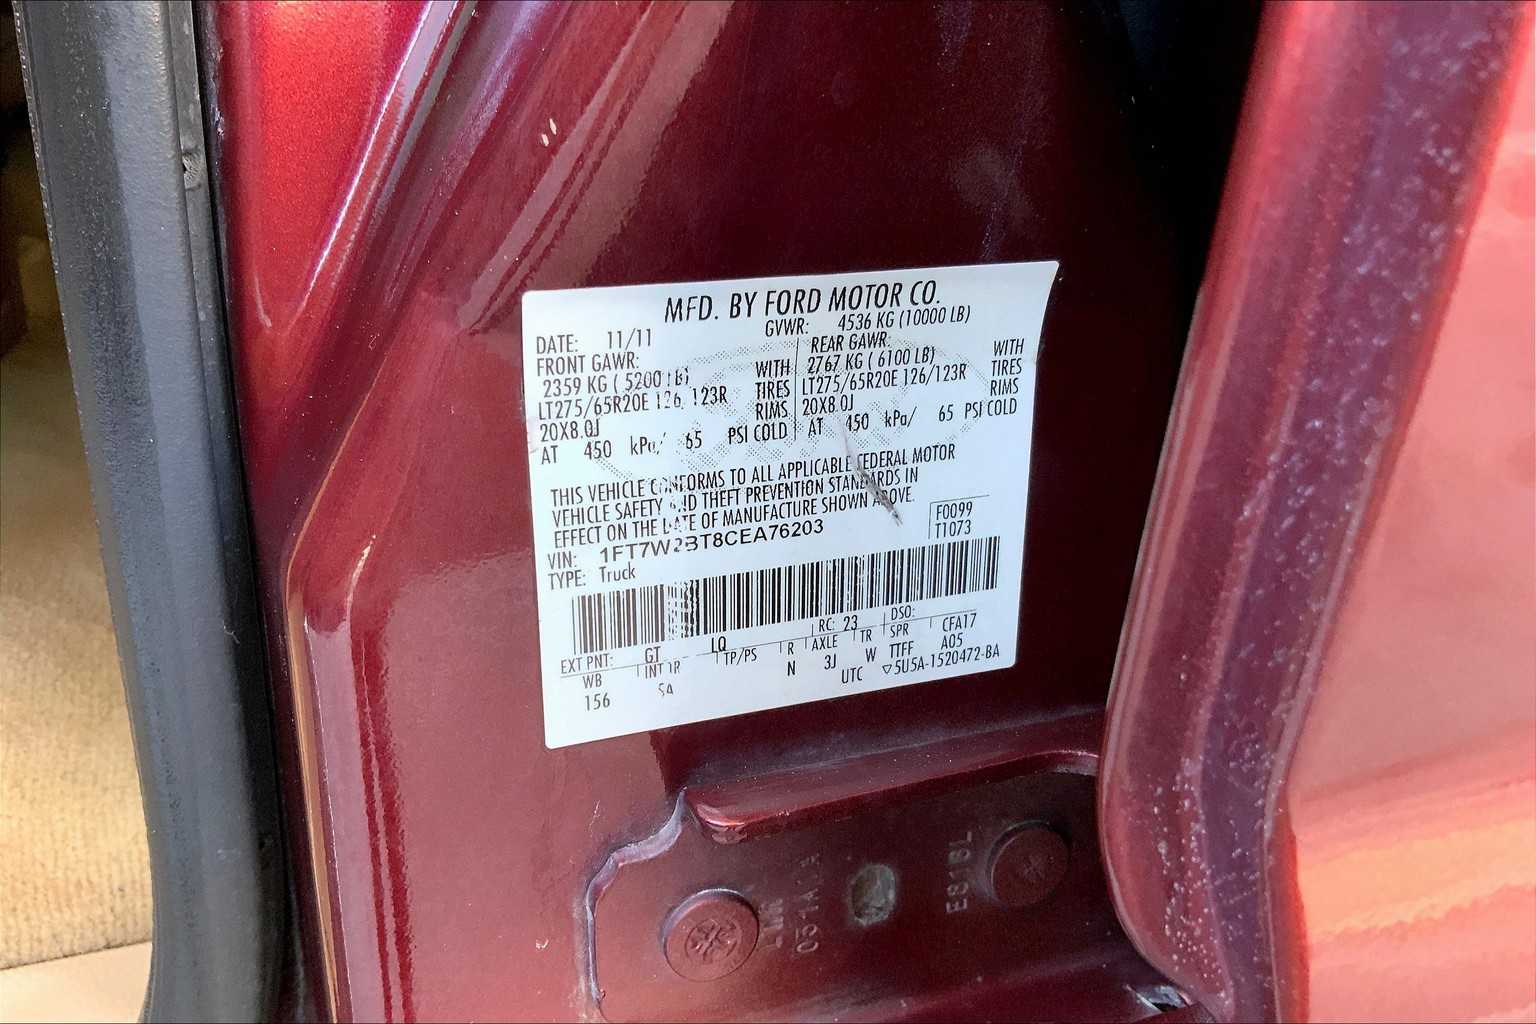 MFD. BY FORD MOTOR CO.
DATE: 11/11
GVWR: 4536 KG (10000 LB)
FRONT GAWR:
2359 KG ( 5200 LB)
WITH
LT275/65R20E 126/123R
TIRES
20X8.0J
RIMS
AT 450 kPa/ 65 PSI COLD
REAR GAWR:
2767 KG ( 6100 LB)
WITH
LT275/65R20E 126/123R
TIRES
20X8.0J
RIMS
AT 450 kPa/ 65 PSI COLD
THIS VEHICLE CONFORMS TO ALL APPLICABLE FEDERAL MOTOR
VEHICLE SAFETY AND THEFT PREVENTION STANDARDS IN
EFFECT ON THE DATE OF MANUFACTURE SHOWN ABOVE.
F0099
T1073
VIN: 1FT7W2BT8CEA76203
TYPE: Truck
EXT PNT: GT LQ RC: 23 DSO:
WB INT TR TP/PS R AXLE TR SPR CFA17
156 5A N 3J W TTFF A05
UTC ▽5U5A-1520472-BA
E818L